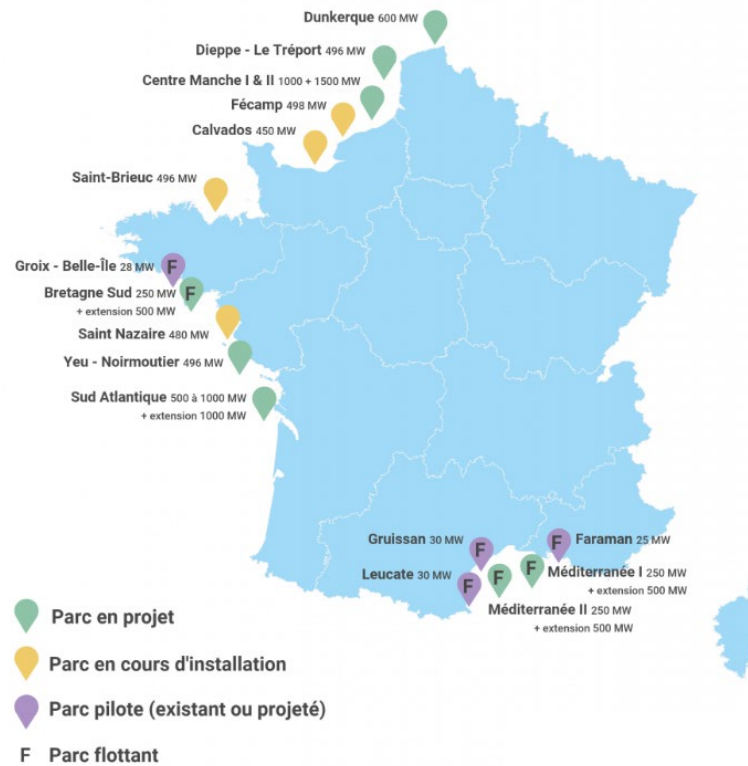 Dunkerque 600 MW
Dieppe - Le Tréport 496 MW
Centre Manche I & II 1000 + 1500 MW
Fécamp 498 MW
Calvados 450 MW
Saint-Brieuc 496 MW
Groix - Belle-Île 28 MW
F
Bretagne Sud 250 MW
+ extension 500 MW
F
Saint Nazaire 480 MW
Yeu - Noirmoutier 496 MW
Sud Atlantique 500 à 1000 MW
+ extension 1000 MW
Gruissan 30 MW
F
F
Faraman 25 MW
Leucate 30 MW
F
F
F
Méditerranée I 250 MW
+ extension 500 MW
Méditerranée II 250 MW
+ extension 500 MW
Parc en projet
Parc en cours d'installation
Parc pilote (existant ou projeté)
F Parc flottant